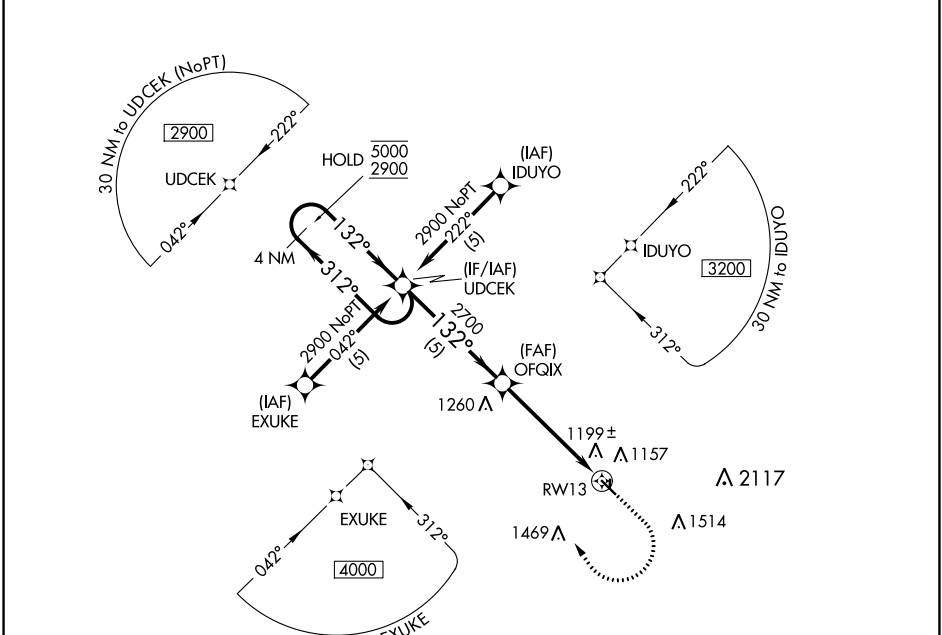 30 NM to UDCEK (NoPT)
2900
222°
UDCEK
042°
HOLD 5000
2900
(IAF)
IDUYO
2900 NoPT
222°
(5)
132°
4 NM
312°
(IF/IAF)
UDCEK
222°
IDUYO
3200
30 NM to IDUYO
312°
2900 NoPT
042°
(5)
2700
132°
(5)
(IAF)
EXUKE
(FAF)
OFQIX
1260
1199±
1157
RW13
2117
1514
1469
EXUKE
042°
312°
4000
EXUKE